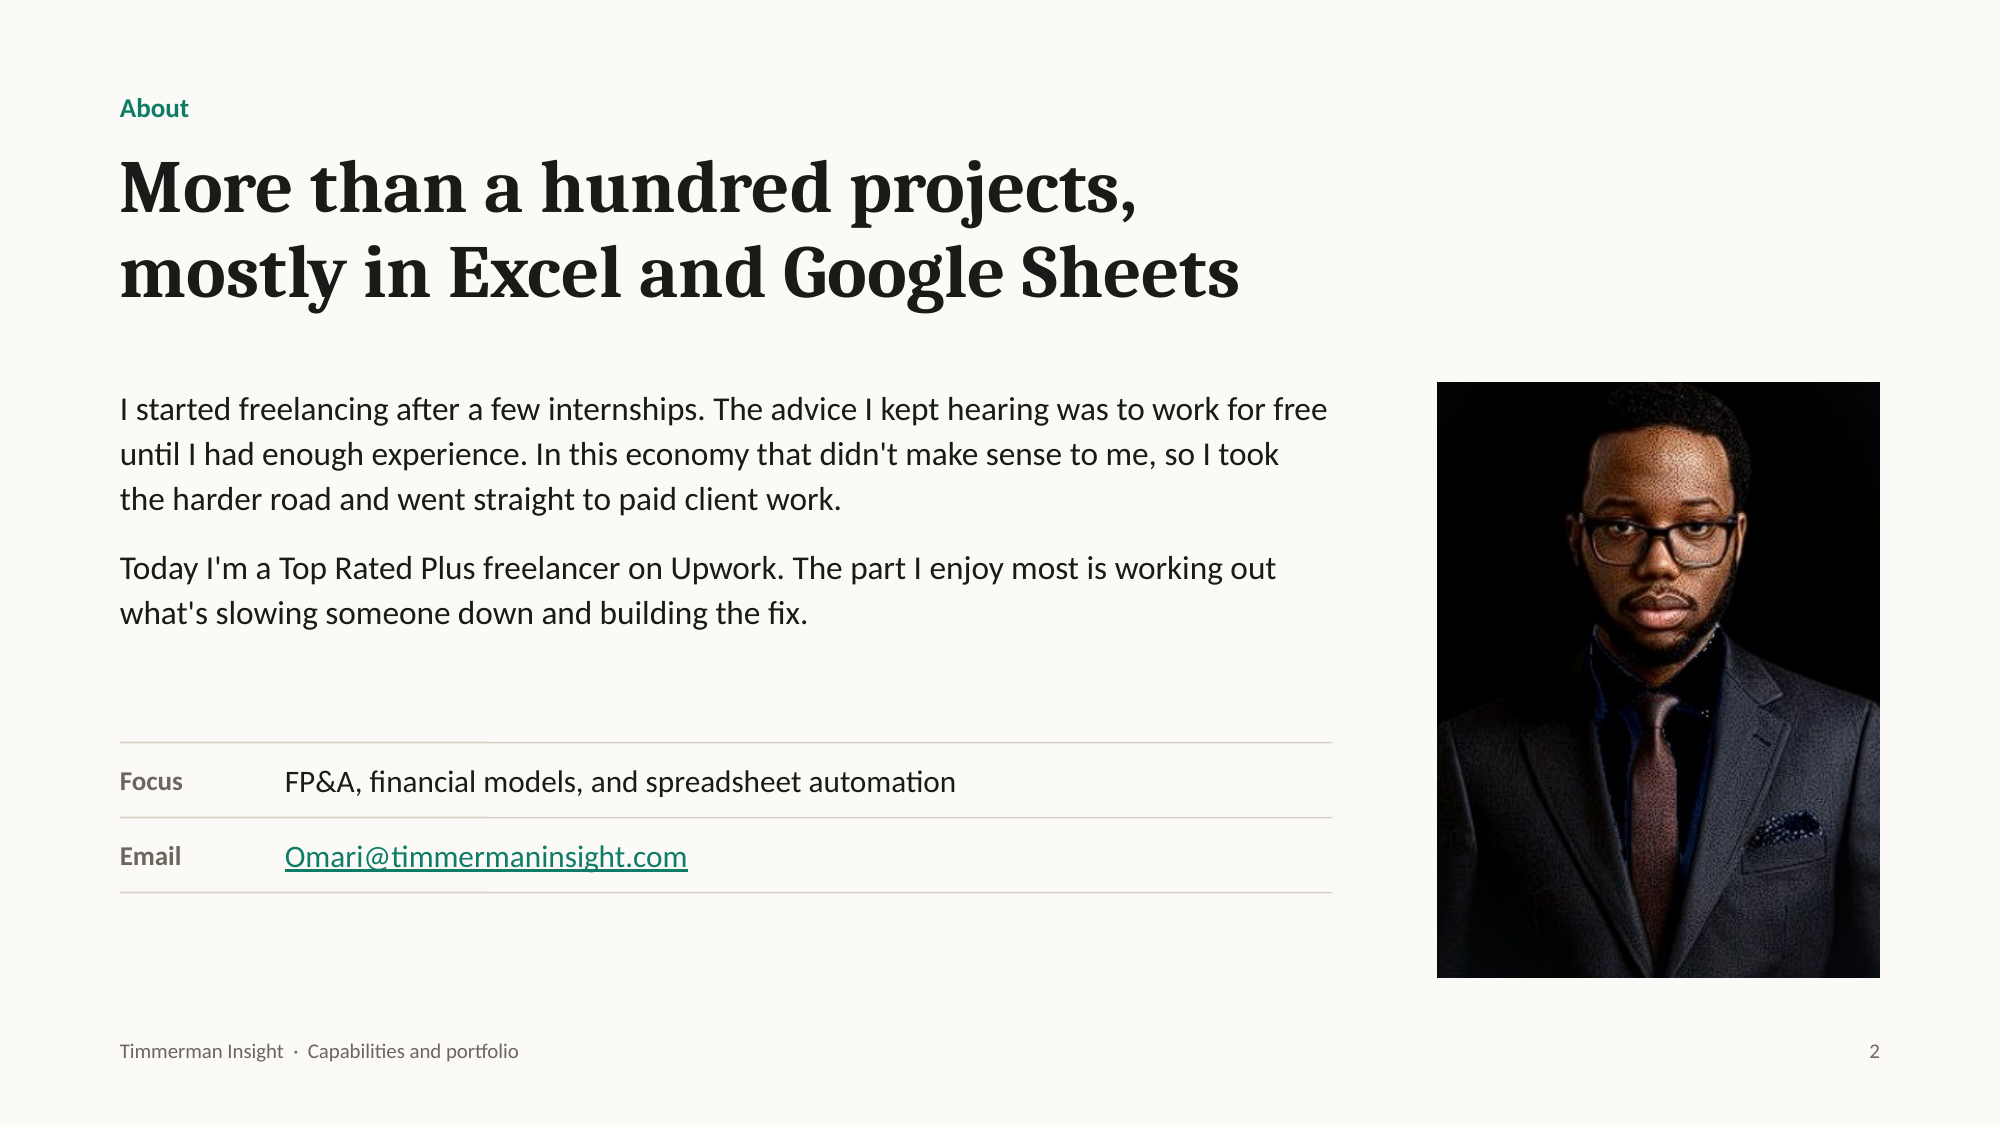 About
More than a hundred projects,
mostly in Excel and Google Sheets
I started freelancing after a few internships. The advice I kept hearing was to work for free
until I had enough experience. In this economy that didn't make sense to me, so I took
the harder road and went straight to paid client work.
Today I'm a Top Rated Plus freelancer on Upwork. The part I enjoy most is working out
what's slowing someone down and building the fix.
Focus FP&A, financial models, and spreadsheet automation
Email Omari@timmermaninsight.com
Timmerman Insight · Capabilities and portfolio 2